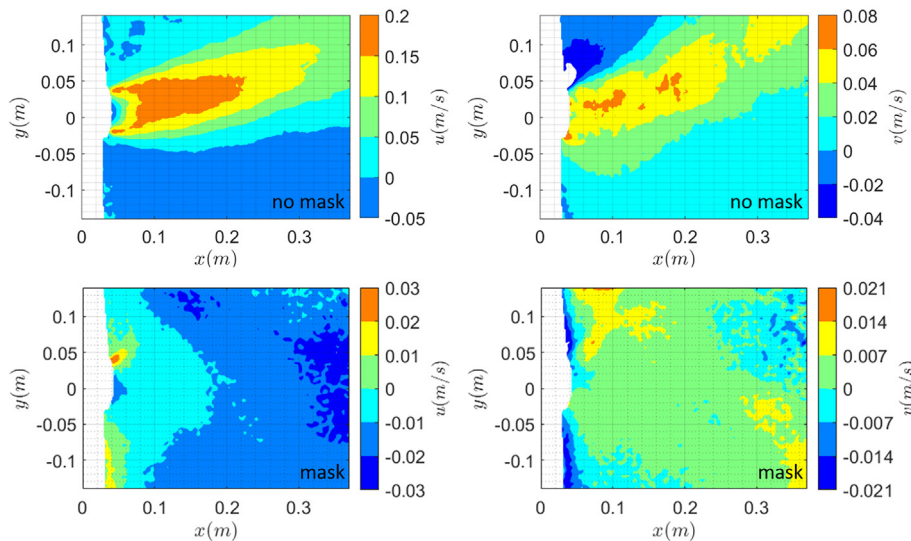 0.1
0.05
0
-0.05
-0.1
y(m)
no mask
0 0.1 0.2 0.3
x(m)
0.2
0.15
0.1
0.05
0
-0.05
u(m/s)
0.1
0.05
0
-0.05
-0.1
y(m)
no mask
0 0.1 0.2 0.3
x(m)
0.08
0.06
0.04
0.02
0
-0.02
-0.04
v(m/s)
0.1
0.05
0
-0.05
-0.1
y(m)
mask
0 0.1 0.2 0.3
x(m)
0.03
0.02
0.01
0
-0.01
-0.02
-0.03
u(m/s)
0.1
0.05
0
-0.05
-0.1
y(m)
mask
0 0.1 0.2 0.3
x(m)
0.021
0.014
0.007
0
-0.007
-0.014
-0.021
v(m/s)